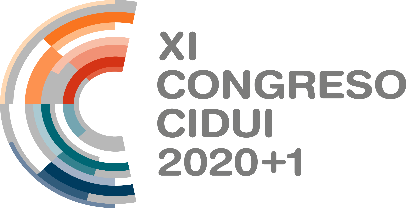 XI
CONGRESO
CIDUI
2020+1